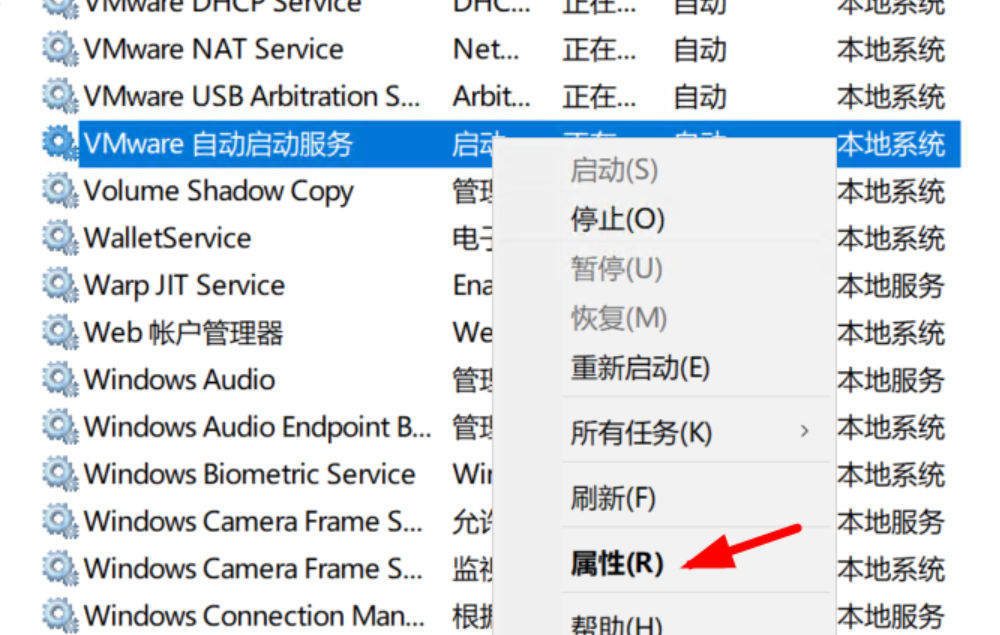 VMware DHCP Service DHC... 正在... 自动 本地系统
VMware NAT Service Net... 正在... 自动 本地系统
VMware USB Arbitration S... Arbit... 正在... 自动 本地系统
VMware 自动启动服务 启动 正在 自动 本地系统
启动(S)
Volume Shadow Copy 管理 本地系统
停止(O)
WalletService 电子 本地系统
暂停(U)
Warp JIT Service Ena 本地服务
恢复(M)
Web 帐户管理器 We 本地系统
重新启动(E)
Windows Audio 管理 本地服务
Windows Audio Endpoint B... 管理 本地系统
所有任务(K)
Windows Biometric Service Win 本地系统
刷新(F)
Windows Camera Frame S... 允许 本地服务
Windows Camera Frame S... 监视 本地系统
属性(R)
Windows Connection Man... 根据 本地服务
帮助(H)